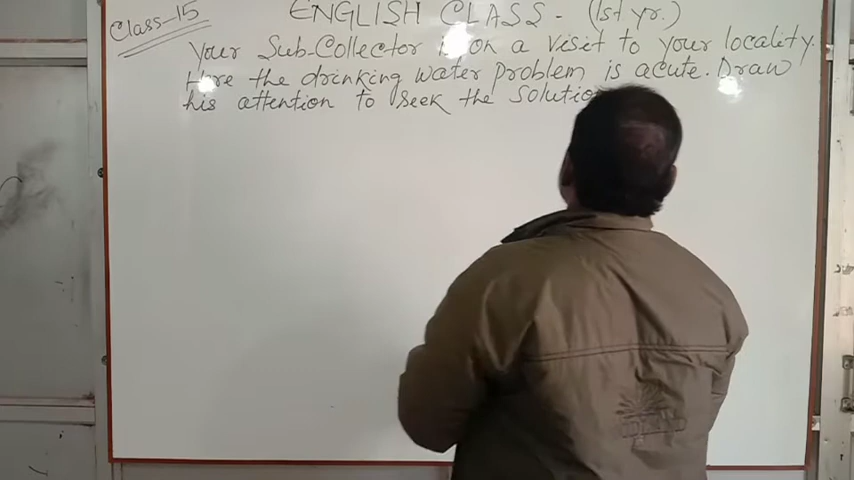 Class-15
ENGLISH CLASS - (1st yr.)
Your Sub-Collector is on a visit to your locality.
Here the drinking water problem is acute. Draw
his attention to seek the